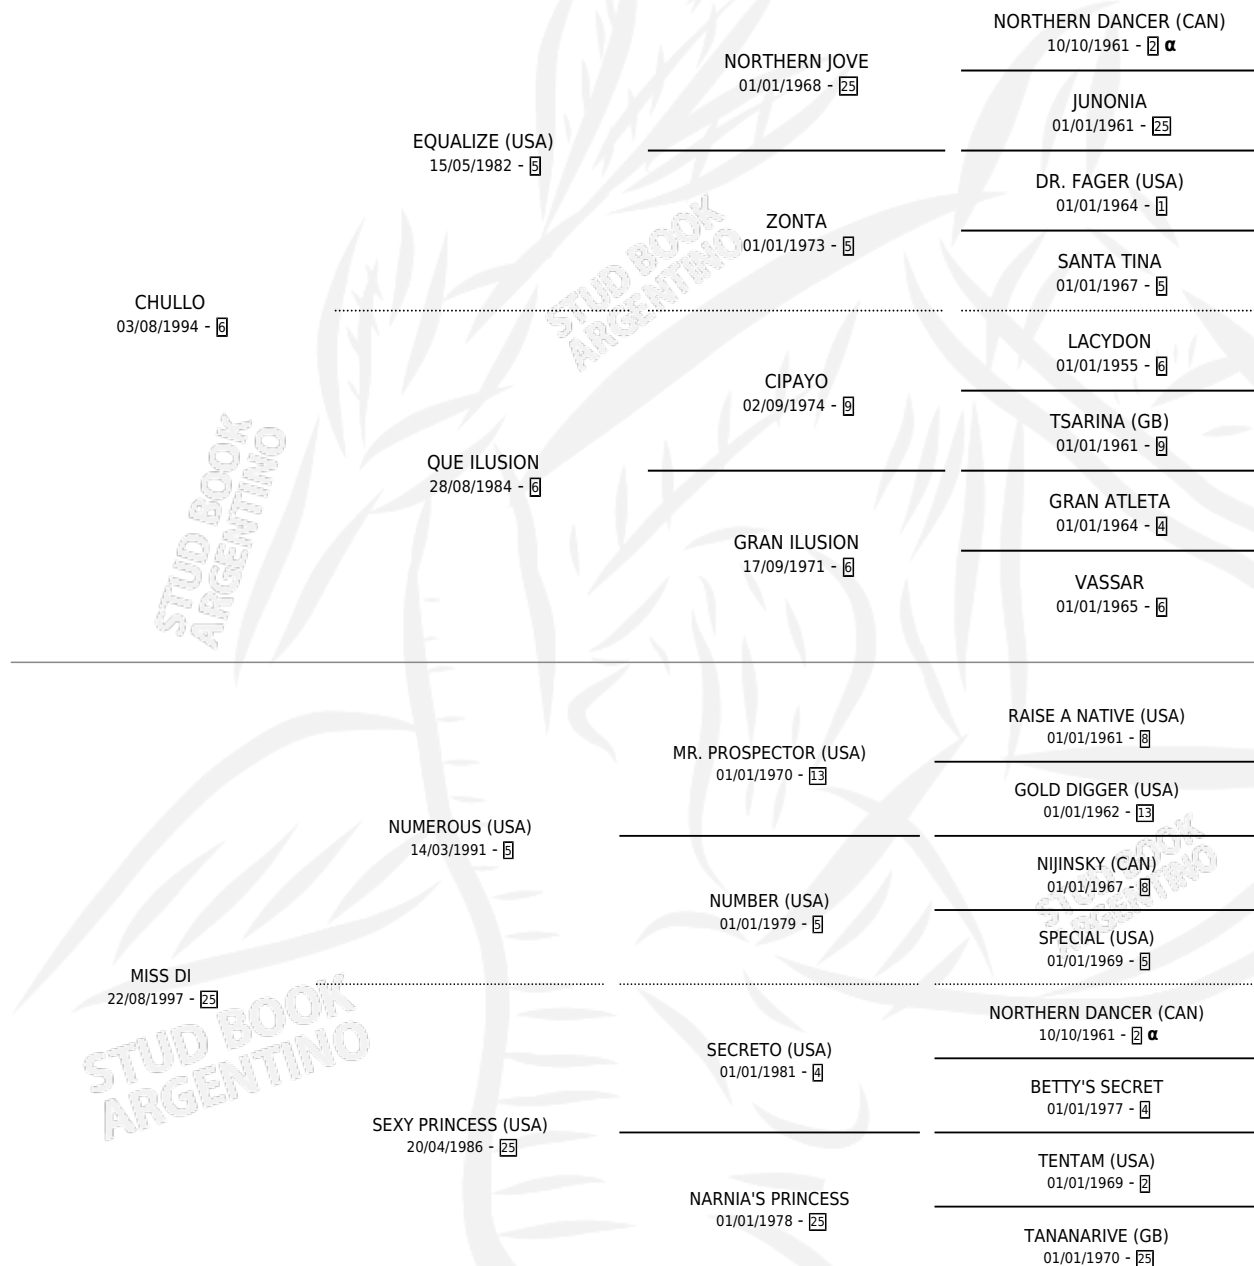 NORTHERN DANCER (CAN)
10/10/1961 - 2 α
NORTHERN JOVE
01/01/1968 - 25
JUNONIA
01/01/1961 - 25
EQUALIZE (USA)
15/05/1982 - 5
DR. FAGER (USA)
01/01/1964 - 1
ZONTA
01/01/1973 - 5
SANTA TINA
01/01/1967 - 5
STUD BOOK
ARGENTINO
CHULLO
03/08/1994 - 6
LACYDON
01/01/1955 - 6
CIPAYO
02/09/1974 - 9
TSARINA (GB)
01/01/1961 - 9
QUE ILUSION
28/08/1984 - 6
GRAN ATLETA
01/01/1964 - 4
GRAN ILUSION
17/09/1971 - 6
VASSAR
01/01/1965 - 6
STUD BOOK
ARGENTINO
RAISE A NATIVE (USA)
01/01/1961 - 8
MR. PROSPECTOR (USA)
01/01/1970 - 13
GOLD DIGGER (USA)
01/01/1962 - 13
NUMEROUS (USA)
14/03/1991 - 5
NIJINSKY (CAN)
01/01/1967 - 8
NUMBER (USA)
01/01/1979 - 5
STUD BOOK
ARGENTINO
SPECIAL (USA)
01/01/1969 - 5
MISS DI
22/08/1997 - 25
STUD BOOK
ARGENTINO
NORTHERN DANCER (CAN)
10/10/1961 - 2 α
SECRETO (USA)
01/01/1981 - 4
BETTY'S SECRET
01/01/1977 - 4
SEXY PRINCESS (USA)
20/04/1986 - 25
TENTAM (USA)
01/01/1969 - 2
NARNIA'S PRINCESS
01/01/1978 - 25
TANANARIVE (GB)
01/01/1970 - 25